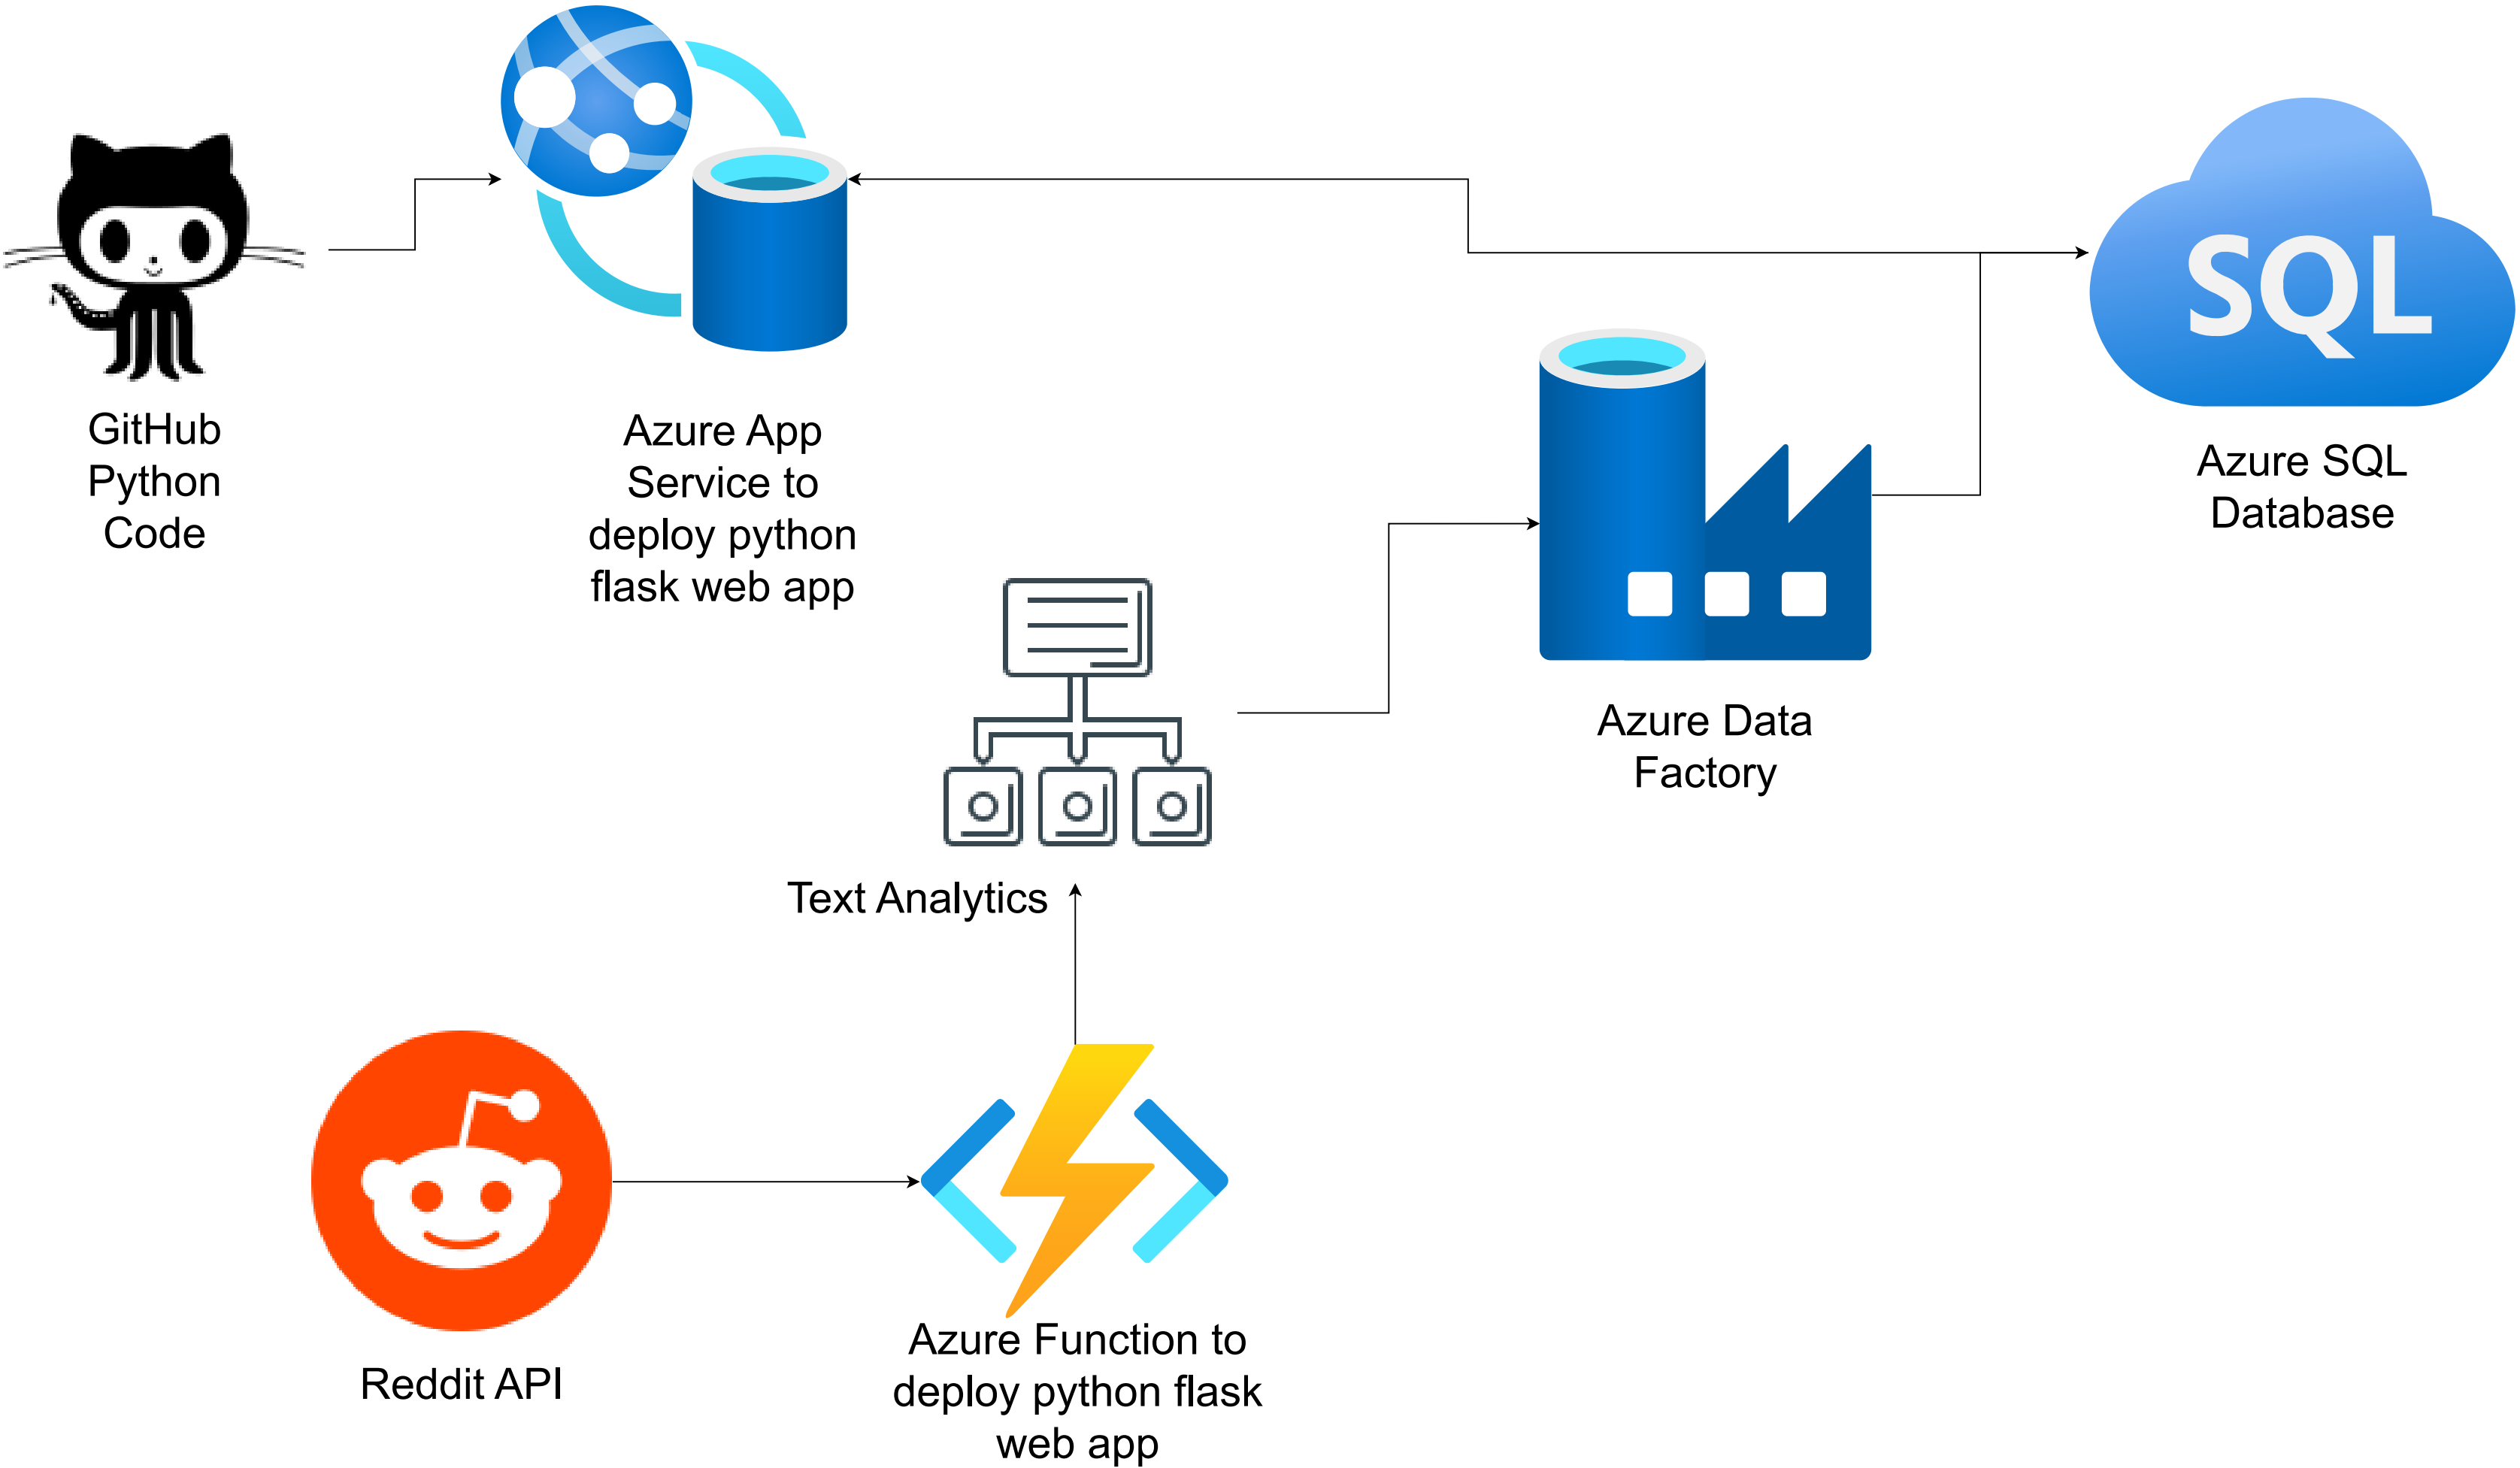 GitHub
Python
Code
Azure App
Service to
deploy python
flask web app
SQL
Azure SQL
Database
Azure Data
Factory
Text Analytics
Reddit API
Azure Function to
deploy python flask
web app